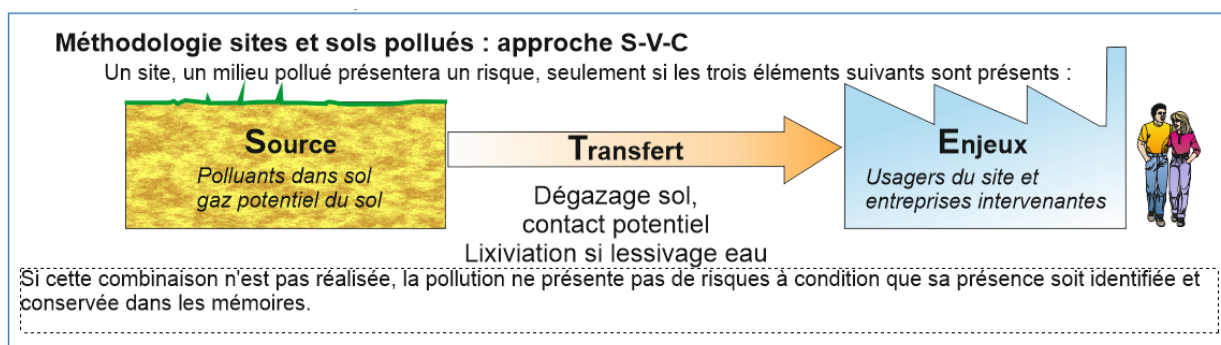 Méthodologie sites et sols pollués : approche S-V-C
Un site, un milieu pollué présentera un risque, seulement si les trois éléments suivants sont présents :
Source
Polluants dans sol
gaz potentiel du sol
Transfert
Dégazage sol,
contact potentiel
Lixiviation si lessivage eau
Enjeux
Usagers du site et
entreprises intervenantes
Si cette combinaison n'est pas réalisée, la pollution ne présente pas de risques à condition que sa présence soit identifiée et
conservée dans les mémoires.